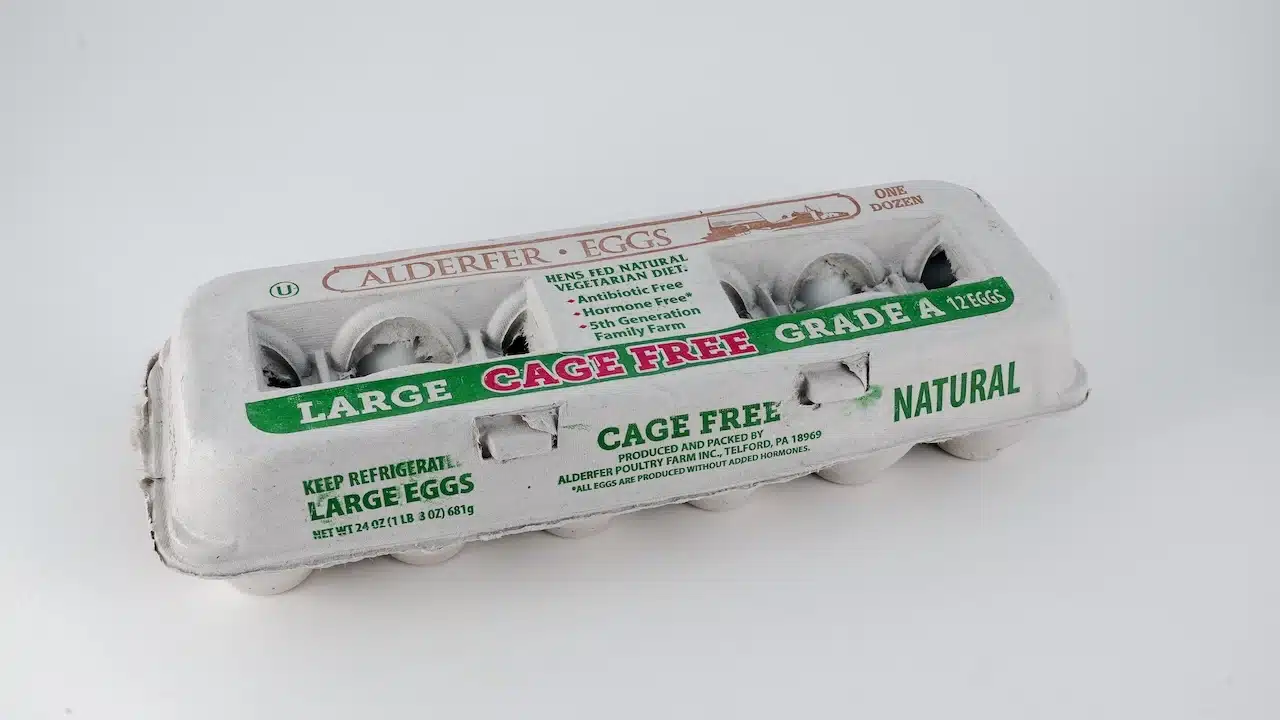 ONE
DOZEN
ALDERFER • EGGS
U
HENS FED NATURAL
VEGETARIAN DIET.
Antibiotic Free
Hormone Free*
5th Generation
Family Farm
LARGE CAGE FREE GRADE A 12 EGGS
NATURAL
CAGE FREE
PRODUCED AND PACKED BY
ALDERFER POULTRY FARM INC., TELFORD, PA 18969
*ALL EGGS ARE PRODUCED WITHOUT ADDED HORMONES.
KEEP REFRIGERATE
LARGE EGGS
NET WT 24 OZ (1 LB 3 OZ) 681g